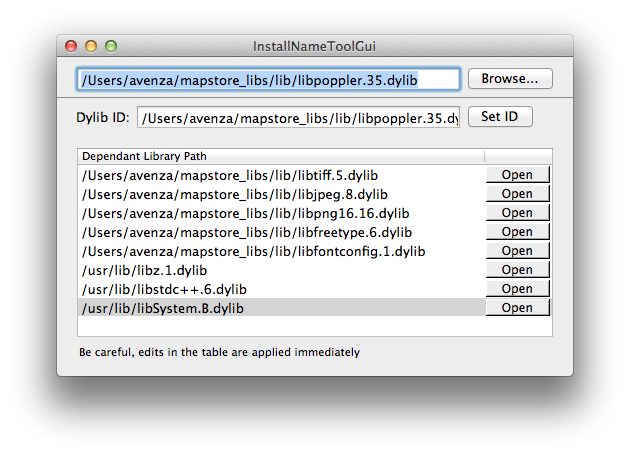 InstallNameToolGui
/Users/avenza/mapstore_libs/lib/libpoppler.35.dylib Browse...
Dylib ID: /Users/avenza/mapstore_libs/lib/libpoppler.35.dy Set ID
Dependant Library Path
/Users/avenza/mapstore_libs/lib/libtiff.5.dylib Open
/Users/avenza/mapstore_libs/lib/libjpeg.8.dylib Open
/Users/avenza/mapstore_libs/lib/libpng16.16.dylib Open
/Users/avenza/mapstore_libs/lib/libfreetype.6.dylib Open
/Users/avenza/mapstore_libs/lib/libfontconfig.1.dylib Open
/usr/lib/libz.1.dylib Open
/usr/lib/libstdc++.6.dylib Open
/usr/lib/libSystem.B.dylib Open
Be careful, edits in the table are applied immediately